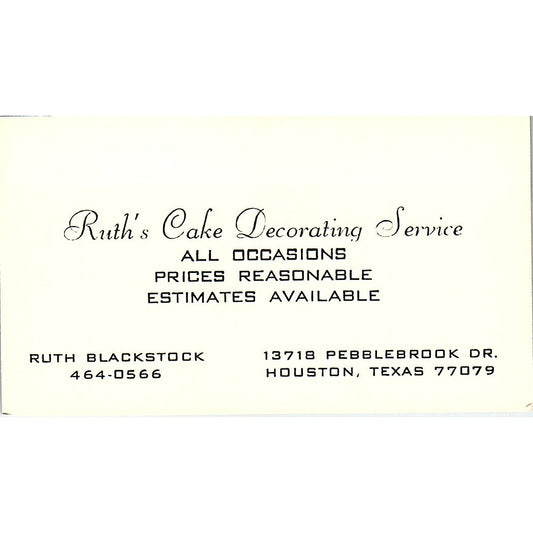 Ruth's Cake Decorating Service
ALL OCCASIONS
PRICES REASONABLE
ESTIMATES AVAILABLE
RUTH BLACKSTOCK
464-0566
13718 PEBBLEBROOK DR.
HOUSTON, TEXAS 77079